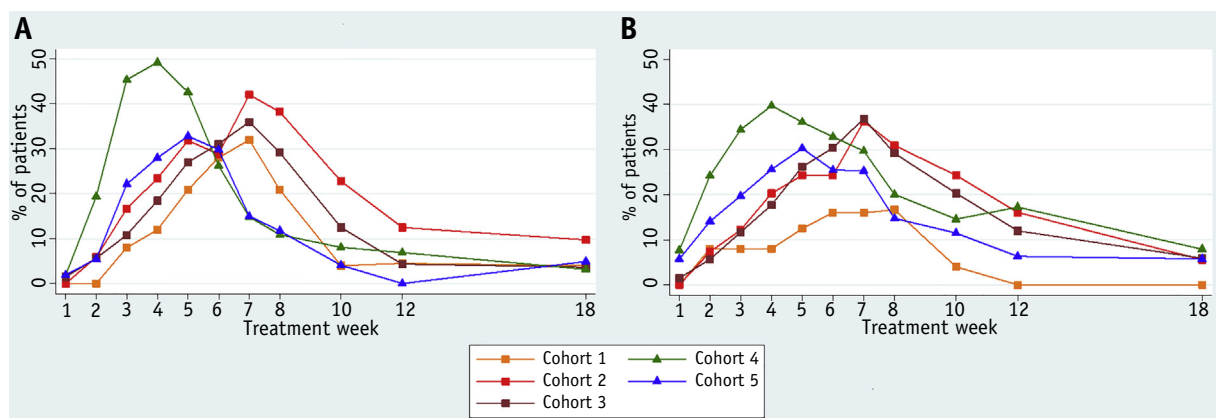 A
B
% of patients
50
40
30
20
10
0
1 2 3 4 5 6 7 8 10 12 18
Treatment week
% of patients
50
40
30
20
10
0
1 2 3 4 5 6 7 8 10 12 18
Treatment week
Cohort 1
Cohort 4
Cohort 2
Cohort 5
Cohort 3